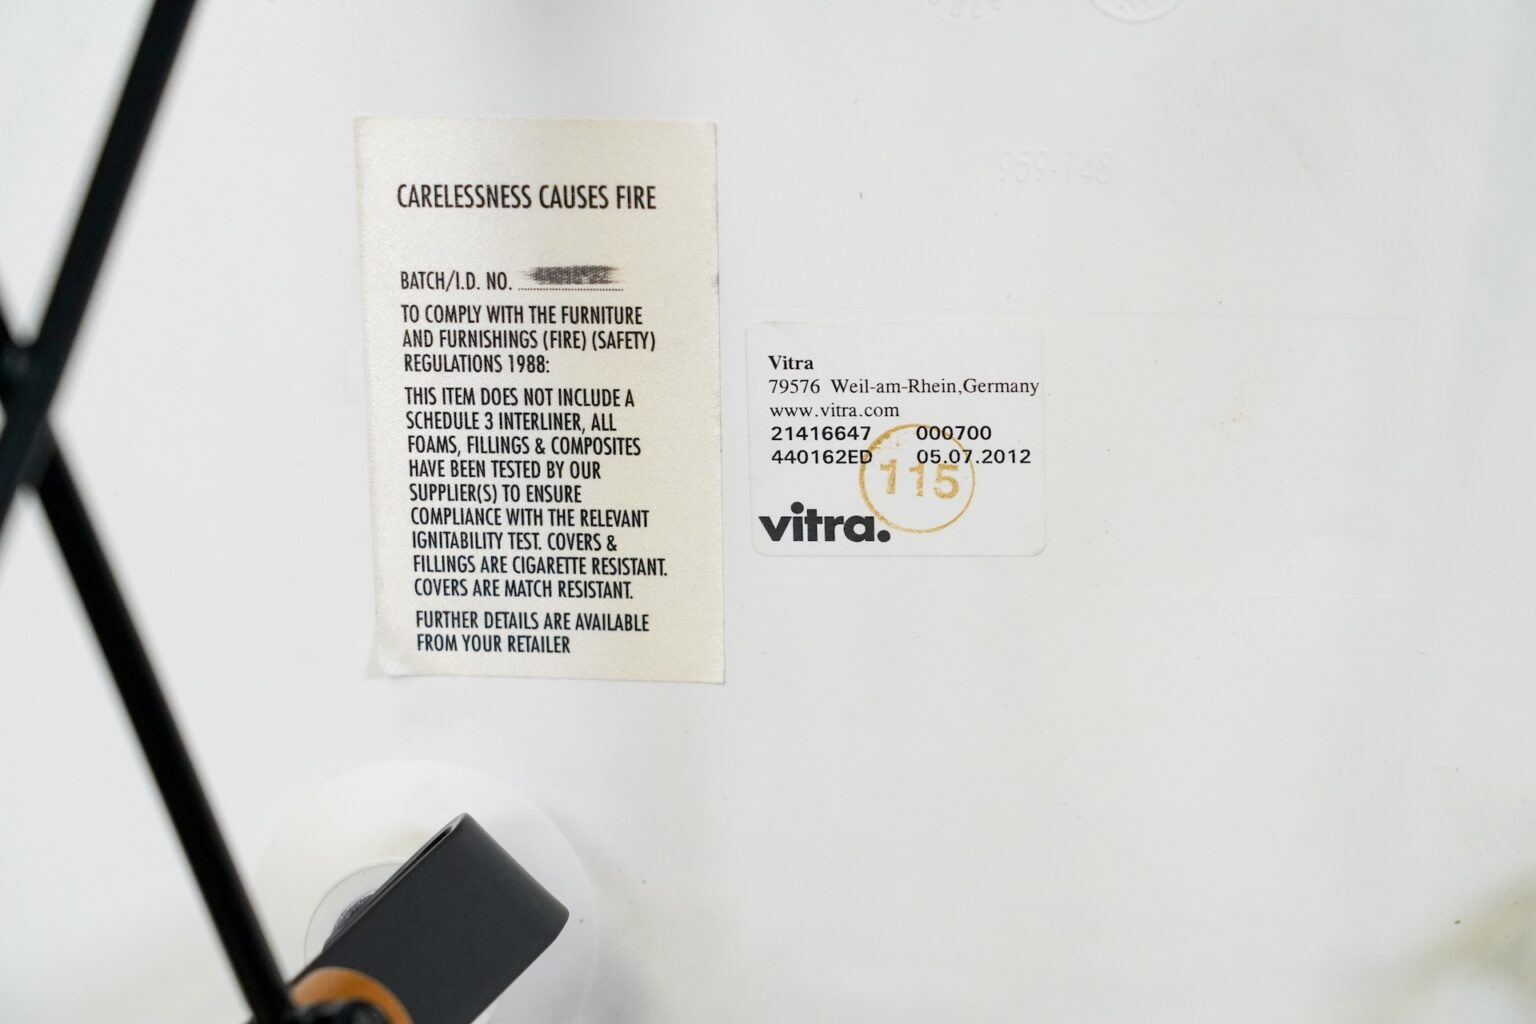 CARELESSNESS CAUSES FIRE
BATCH/I.D. NO.
TO COMPLY WITH THE FURNITURE
AND FURNISHINGS (FIRE) (SAFETY)
REGULATIONS 1988:
THIS ITEM DOES NOT INCLUDE A
SCHEDULE 3 INTERLINER, ALL
FOAMS, FILLINGS & COMPOSITES
HAVE BEEN TESTED BY OUR
SUPPLIER(S) TO ENSURE
COMPLIANCE WITH THE RELEVANT
IGNITABILITY TEST. COVERS &
FILLINGS ARE CIGARETTE RESISTANT.
COVERS ARE MATCH RESISTANT.
FURTHER DETAILS ARE AVAILABLE
FROM YOUR RETAILER
Vitra
79576 Weil-am-Rhein,Germany
www.vitra.com
21416647 000700
440162ED 05.07.2012
115
vitra.
959-148